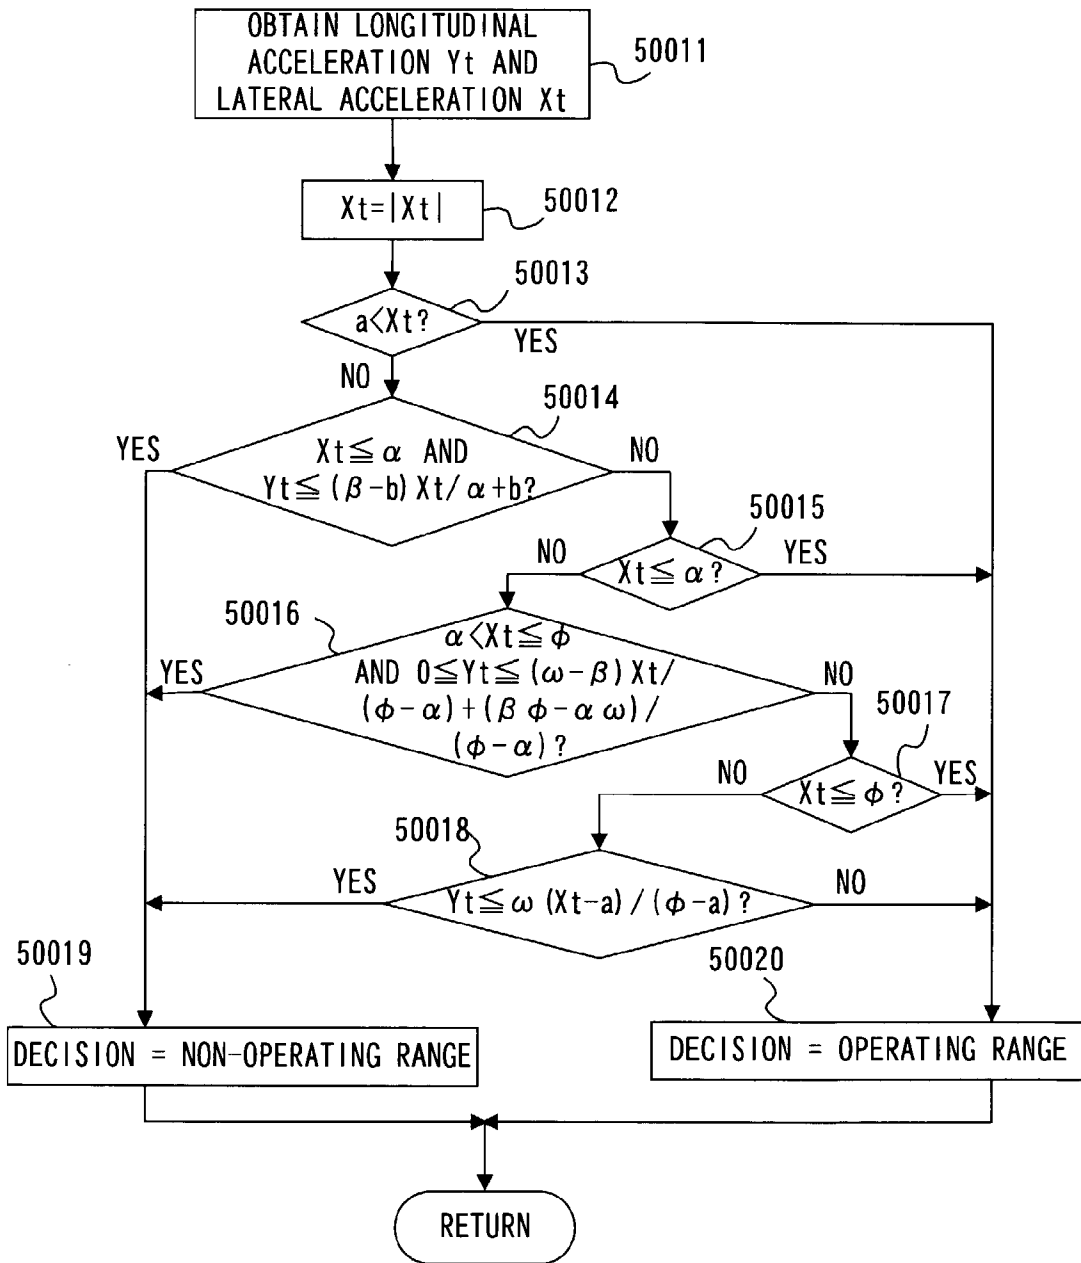 OBTAIN LONGITUDINAL
ACCELERATION Yt AND
LATERAL ACCELERATION Xt
50011
Xt=|Xt|
50012
50013
a<Xt?
YES
NO
50014
YES
Xt≦α AND
Yt≦(β-b)Xt/α+b?
NO
50015
NO
Xt≦α?
YES
50016
α<Xt≦φ
AND 0≦Yt≦(ω-β)Xt/
(φ-α)+(βφ-αω)/
(φ-α)?
YES
NO
50017
NO
Xt≦φ?
YES
50018
YES
Yt≦ω(Xt-a)/(φ-a)?
NO
50019
50020
DECISION = NON-OPERATING RANGE
DECISION = OPERATING RANGE
RETURN